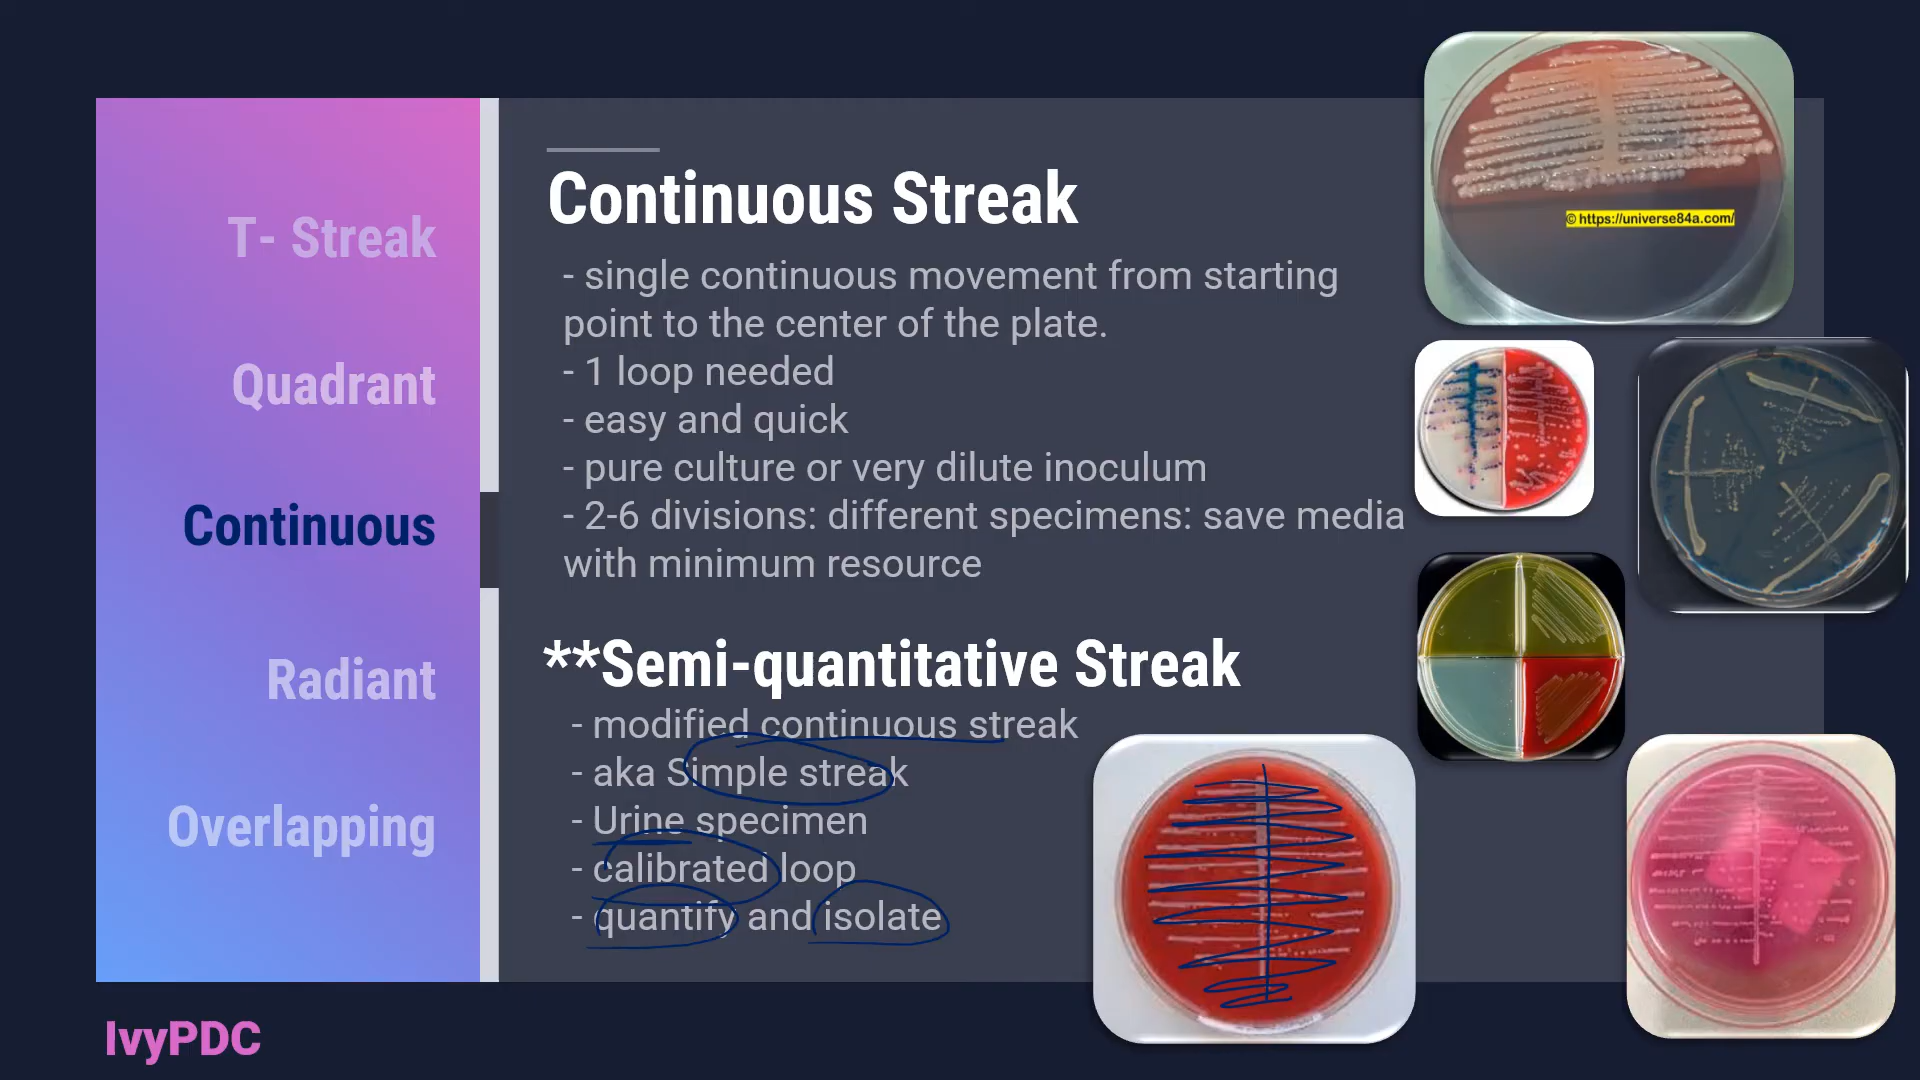 T- Streak
Quadrant
Continuous
Radiant
Overlapping
IvyPDC
Continuous Streak
- single continuous movement from starting
point to the center of the plate.
- 1 loop needed
- easy and quick
- pure culture or very dilute inoculum
- 2-6 divisions: different specimens: save media
with minimum resource
**Semi-quantitative Streak
- modified continuous streak
- aka Simple streak
- Urine specimen
- calibrated loop
- quantify and isolate
© https://universe84a.com/